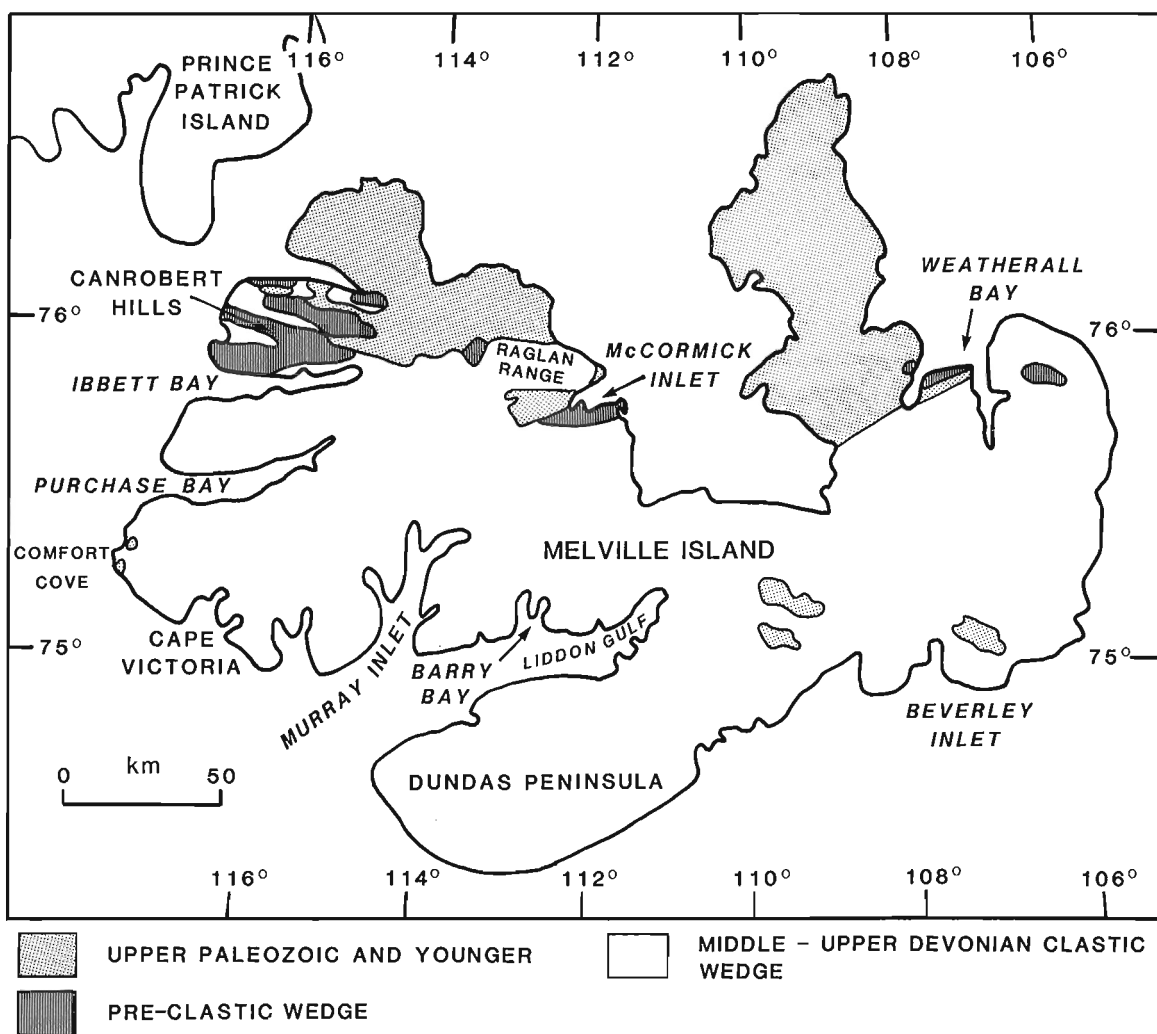 116° 114° 112° 108° 106°
PRINCE
PATRICK
ISLAND
WEATHERALL
BAY
CANROBERT
HILLS
76°
76°
RAGLAN
RANGE
McCORMICK
INLET
IBBETT BAY
PURCHASE BAY
COMFORT
COVE
MELVILLE ISLAND
CAPE
VICTORIA
75°
75°
MURRAY INLET
BARRY
BAY
LIDDON GULF
BEVERLEY
INLET
0 km 50
DUNDAS PENINSULA
116° 114° 112° 110° 108° 106°
UPPER PALEOZOIC AND YOUNGER
MIDDLE - UPPER DEVONIAN CLASTIC
WEDGE
PRE-CLASTIC WEDGE